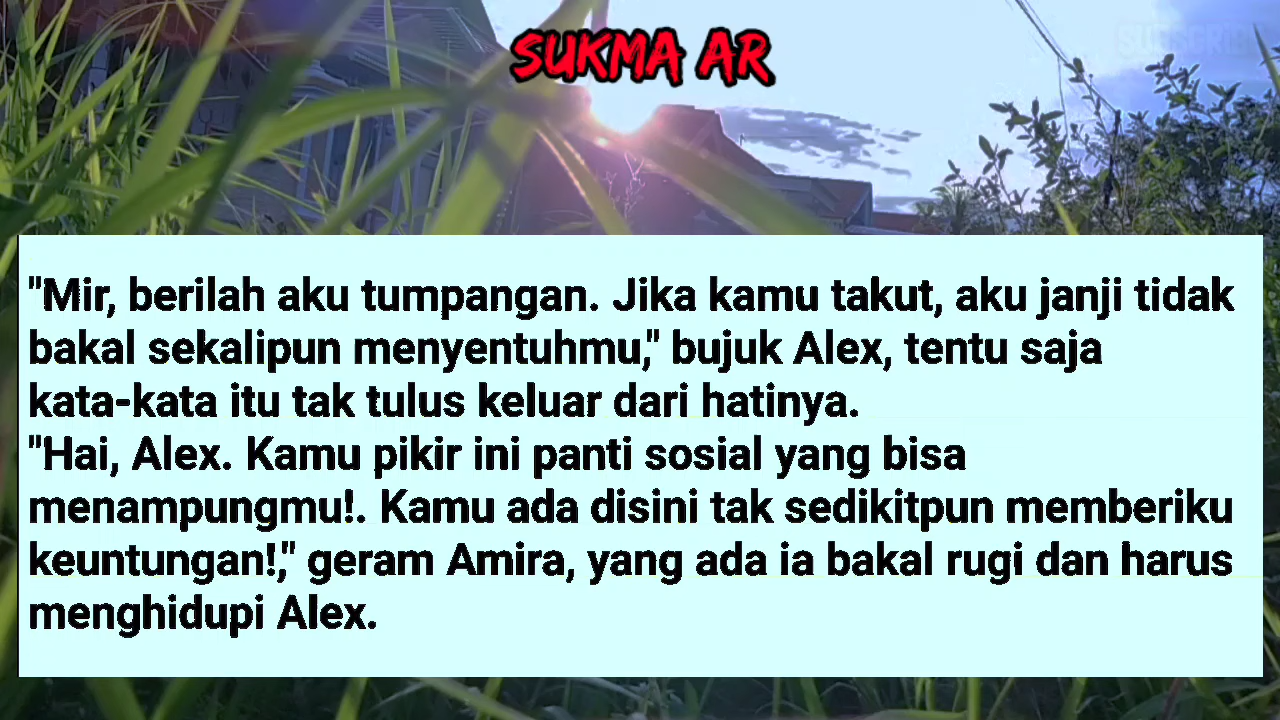 SUKMA AR
SUBSCRIBE
"Mir, berilah aku tumpangan. Jika kamu takut, aku janji tidak
bakal sekalipun menyentuhmu," bujuk Alex, tentu saja
kata-kata itu tak tulus keluar dari hatinya.
"Hai, Alex. Kamu pikir ini panti sosial yang bisa
menampungmu!. Kamu ada disini tak sedikitpun memberiku
keuntungan!," geram Amira, yang ada ia bakal rugi dan harus
menghidupi Alex.